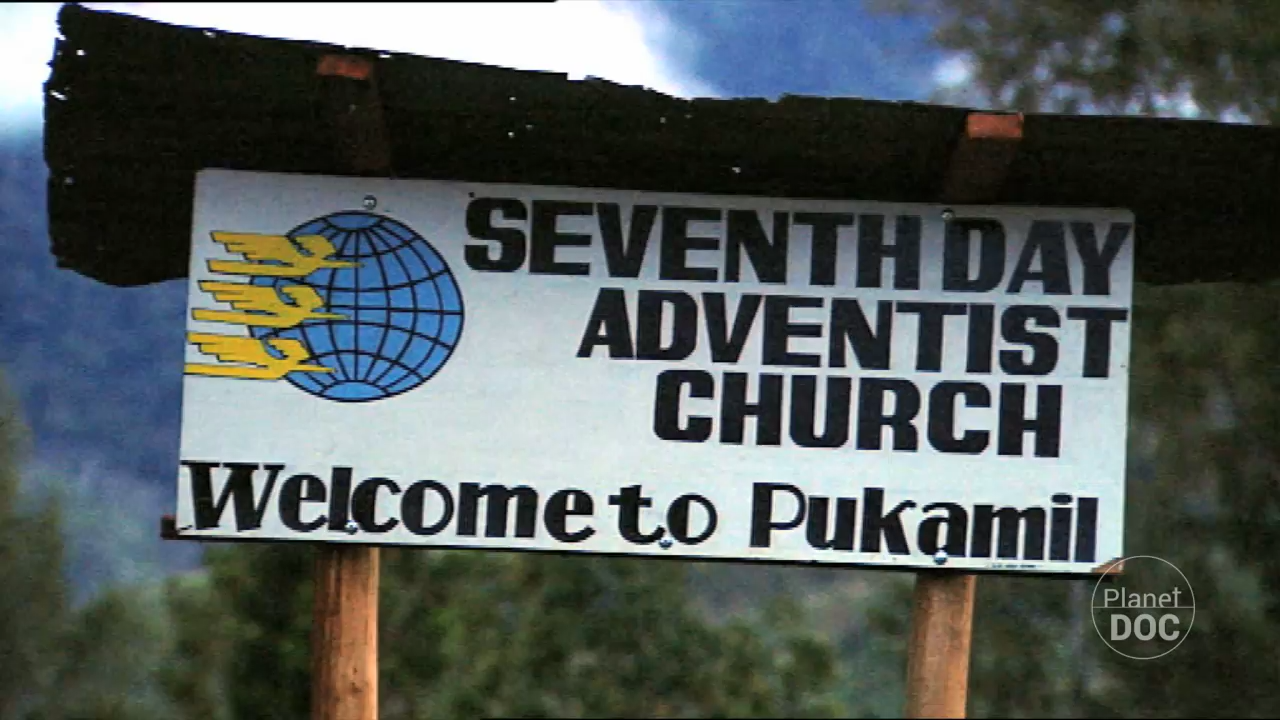 SEVENTH DAY
ADVENTIST
CHURCH
Welcome to Pukamil
Planet
DOC